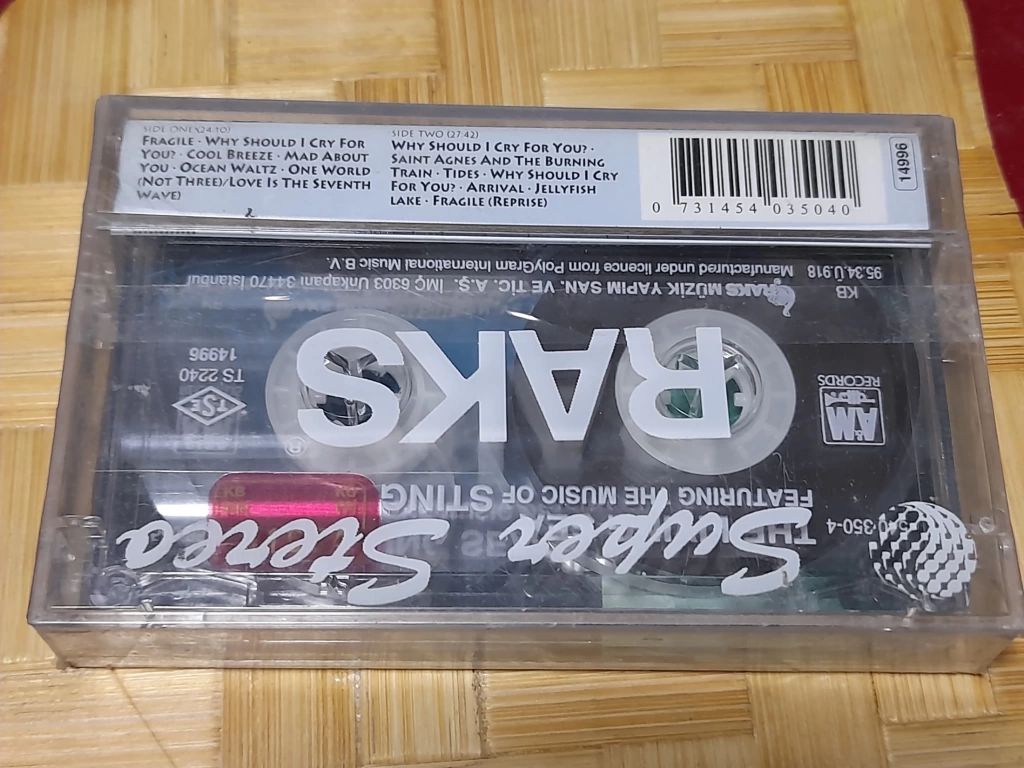 SIDE ONE (24:10)
FRAGILE · WHY SHOULD I CRY FOR
YOU? · COOL BREEZE · MAD ABOUT
YOU · OCEAN WALTZ · ONE WORLD
(NOT THREE)/LOVE IS THE SEVENTH
WAVE)
SIDE TWO (27:42)
WHY SHOULD I CRY FOR YOU? ·
SAINT AGNES AND THE BURNING
TRAIN · TIDES · WHY SHOULD I CRY
FOR YOU? · ARRIVAL · JELLYFISH
LAKE · FRAGILE (REPRISE)
0 731454 035040
14996
Super Stereo
540 350-4
THE
FEATURING THE MUSIC OF STING
KB KB
A&M
RECORDS
RAKS®
TSE
TS 2240
14996
KB
RAKS MÜZİK YAPIM SAN. VE TİC. A.Ş. İMÇ 6303 Unkapanı 34470 İstanbul
95.34.Ü.918 Manufactured under licence from PolyGram International Music B.V.